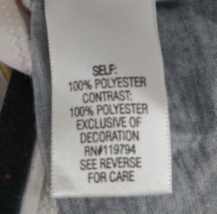 SELF:
100% POLYESTER
CONTRAST:
100% POLYESTER
EXCLUSIVE OF
DECORATION
RN#119794
SEE REVERSE
FOR CARE